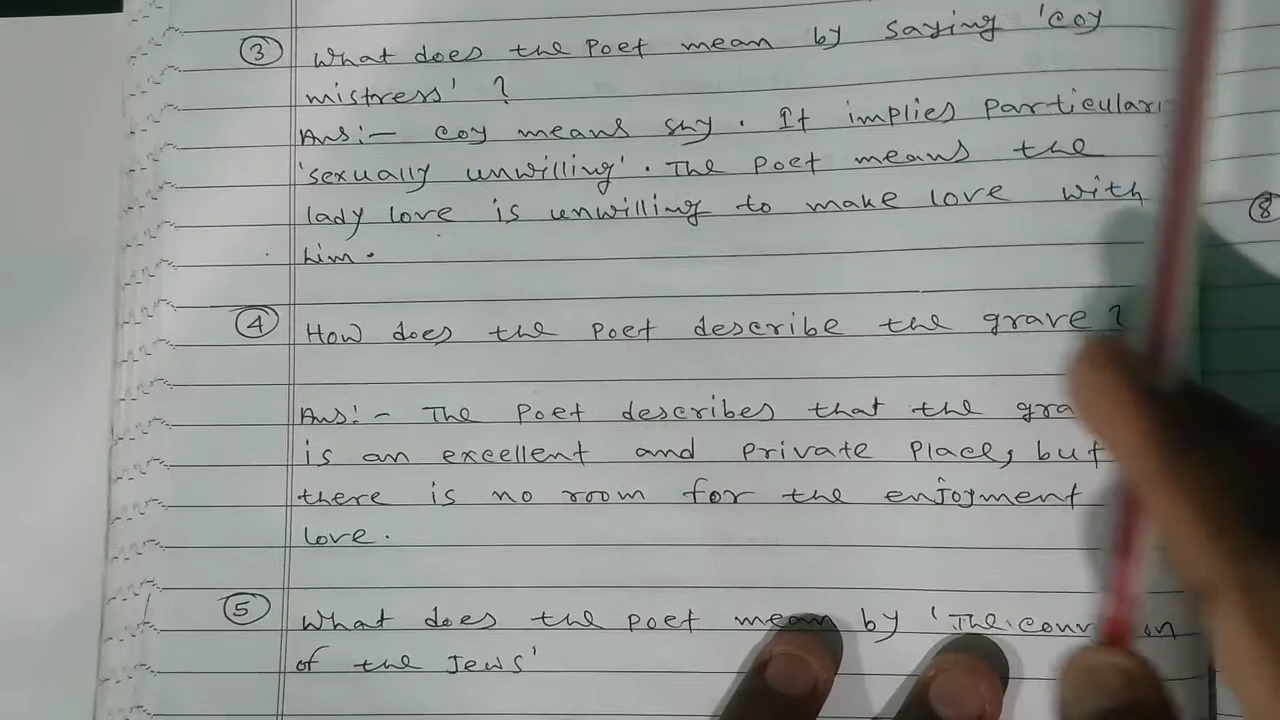 ③ What does the poet mean by saying 'coy
mistress' ?
Ans:- coy means shy. It implies
'sexually unwilling'. The poet means the
lady love is unwilling to make love with
him.
④ How does the poet describe the grave ?
Ans:- The poet describes that the
is an excellent and private place, but
there is no room for the enjoyment
love.
⑤ What does the poet mean by 'The
of the Jews'
⑧